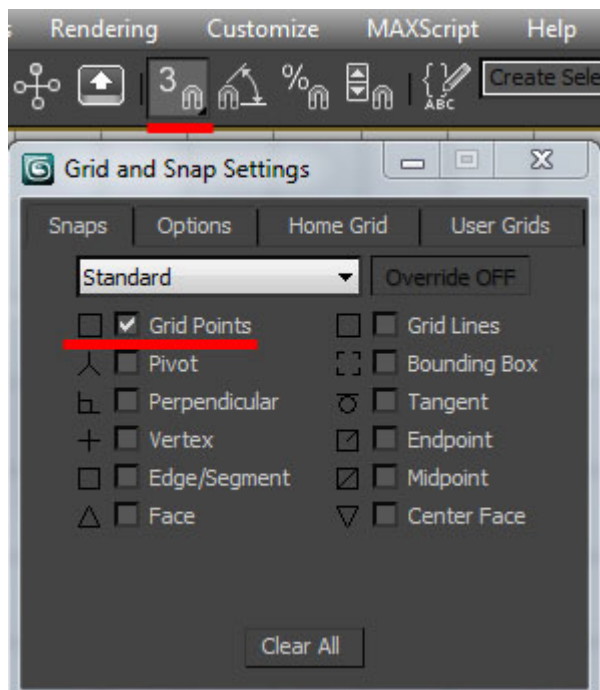 Rendering Customize MAXScript Help
3 % { } ABC Create Sele
Grid and Snap Settings
Snaps Options Home Grid User Grids
Standard Override OFF
Grid Points Grid Lines
Pivot Bounding Box
Perpendicular Tangent
Vertex Endpoint
Edge/Segment Midpoint
Face Center Face
Clear All